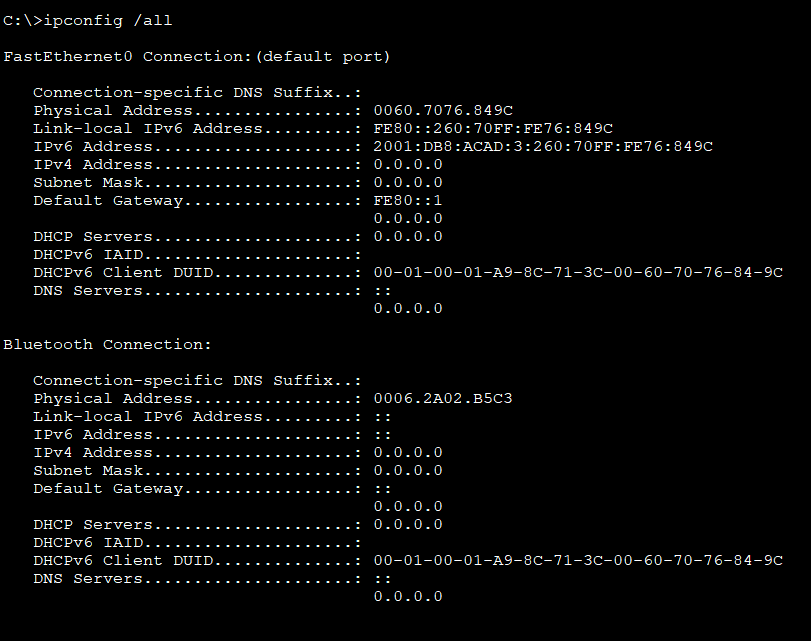 C:\>ipconfig /all
FastEthernet0 Connection:(default port)
Connection-specific DNS Suffix..:
Physical Address................: 0060.7076.849C
Link-local IPv6 Address.........: FE80::260:70FF:FE76:849C
IPv6 Address....................: 2001:DB8:ACAD:3:260:70FF:FE76:849C
IPv4 Address....................: 0.0.0.0
Subnet Mask.....................: 0.0.0.0
Default Gateway.................: FE80::1
0.0.0.0
DHCP Servers....................: 0.0.0.0
DHCPv6 IAID.....................:
DHCPv6 Client DUID..............: 00-01-00-01-A9-8C-71-3C-00-60-70-76-84-9C
DNS Servers.....................: ::
0.0.0.0
Bluetooth Connection:
Connection-specific DNS Suffix..:
Physical Address................: 0006.2A02.B5C3
Link-local IPv6 Address.........: ::
IPv6 Address....................: ::
IPv4 Address....................: 0.0.0.0
Subnet Mask.....................: 0.0.0.0
Default Gateway.................: ::
0.0.0.0
DHCP Servers....................: 0.0.0.0
DHCPv6 IAID.....................:
DHCPv6 Client DUID..............: 00-01-00-01-A9-8C-71-3C-00-60-70-76-84-9C
DNS Servers.....................: ::
0.0.0.0